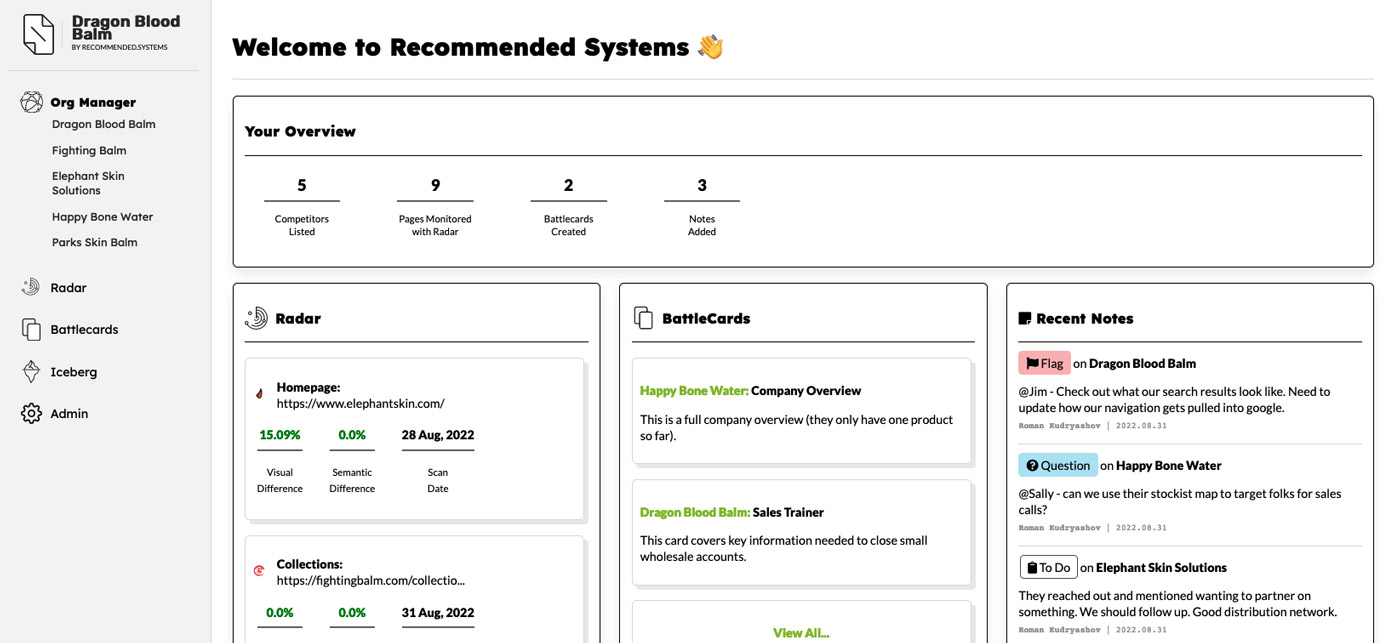 Dragon Blood
Balm
BY RECOMMENDED.SYSTEMS
Org Manager
Dragon Blood Balm
Fighting Balm
Elephant Skin
Solutions
Happy Bone Water
Parks Skin Balm
Radar
Battlecards
Iceberg
Admin
Welcome to Recommended Systems 👋
Your Overview
5
Competitors
Listed
9
Pages Monitored
with Radar
2
Battlecards
Created
3
Notes
Added
Radar
Homepage:
https://www.elephantskin.com/
15.09%
Visual
Difference
0.0%
Semantic
Difference
28 Aug, 2022
Scan
Date
Collections:
https://fightingbalm.com/collectio...
0.0%
0.0%
31 Aug, 2022
BattleCards
Happy Bone Water: Company Overview
This is a full company overview (they only have one product
so far).
Dragon Blood Balm: Sales Trainer
This card covers key information needed to close small
wholesale accounts.
View All...
Recent Notes
Flag on Dragon Blood Balm
@Jim - Check out what our search results look like. Need to
update how our navigation gets pulled into google.
Roman Kudryashov | 2022.08.31
Question on Happy Bone Water
@Sally - can we use their stockist map to target folks for sales
calls?
Roman Kudryashov | 2022.08.31
To Do on Elephant Skin Solutions
They reached out and mentioned wanting to partner on
something. We should follow up. Good distribution network.
Roman Kudryashov | 2022.08.31